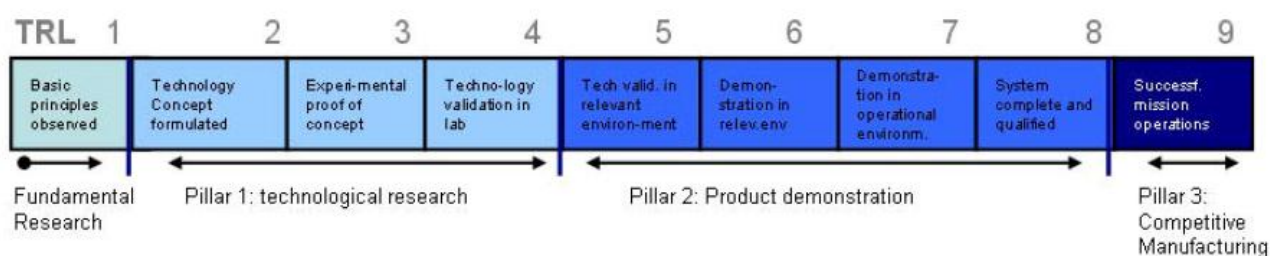 TRL 1 2 3 4 5 6 7 8 9
Basic
principles
observed
Technology
Concept
formulated
Experi-mental
proof of
concept
Techno-logy
validation in
lab
Tech valid. in
relevant
environ-ment
Demon-
stration in
relev.env
Demonstra-
tion in
operational
environm.
System
complete and
qualified
Successf.
mission
operations
Fundamental
Research
Pillar 1: technological research
Pillar 2: Product demonstration
Pillar 3:
Competitive
Manufacturing